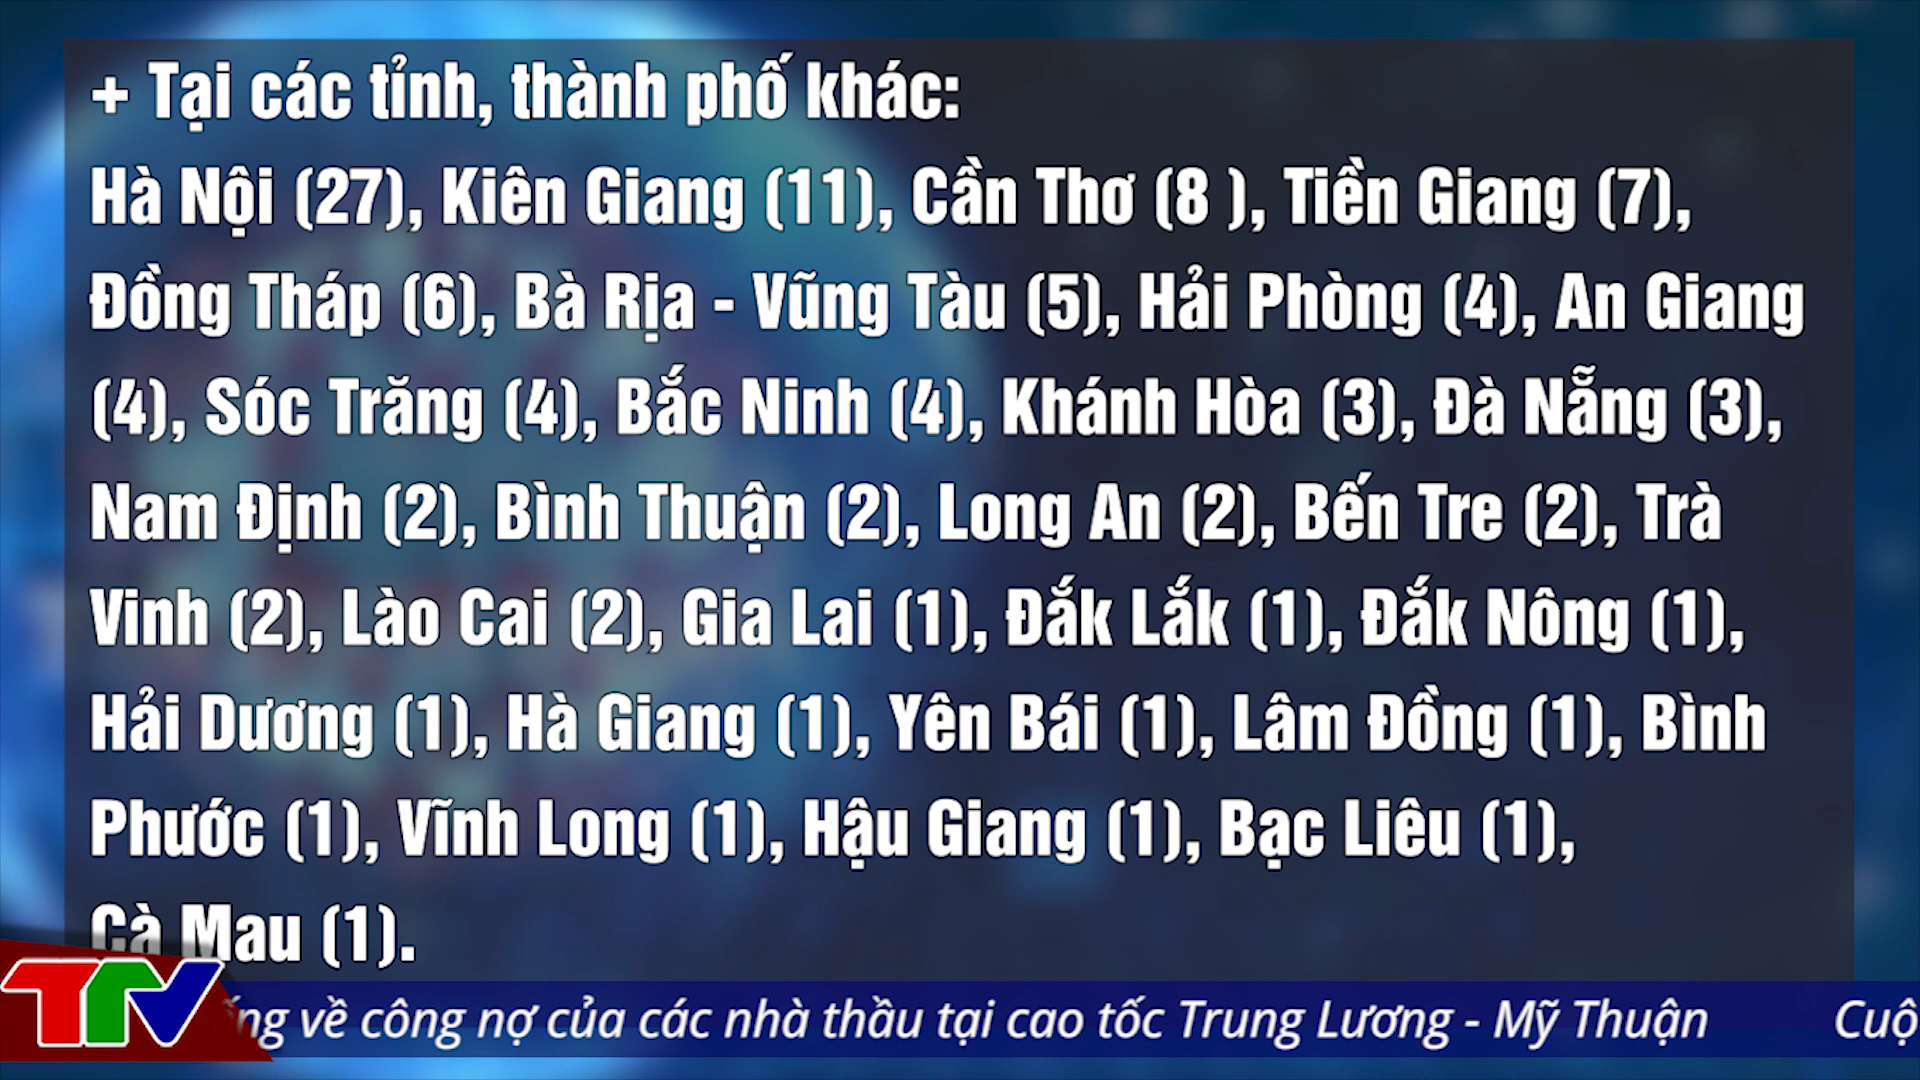 + Tại các tỉnh, thành phố khác:
Hà Nội (27), Kiên Giang (11), Cần Thơ (8 ), Tiền Giang (7),
Đồng Tháp (6), Bà Rịa - Vũng Tàu (5), Hải Phòng (4), An Giang
(4), Sóc Trăng (4), Bắc Ninh (4), Khánh Hòa (3), Đà Nẵng (3),
Nam Định (2), Bình Thuận (2), Long An (2), Bến Tre (2), Trà
Vinh (2), Lào Cai (2), Gia Lai (1), Đắk Lắk (1), Đắk Nông (1),
Hải Dương (1), Hà Giang (1), Yên Bái (1), Lâm Đồng (1), Bình
Phước (1), Vĩnh Long (1), Hậu Giang (1), Bạc Liêu (1),
Cà Mau (1).
TTV
về công nợ của các nhà thầu tại cao tốc Trung Lương - Mỹ Thuận